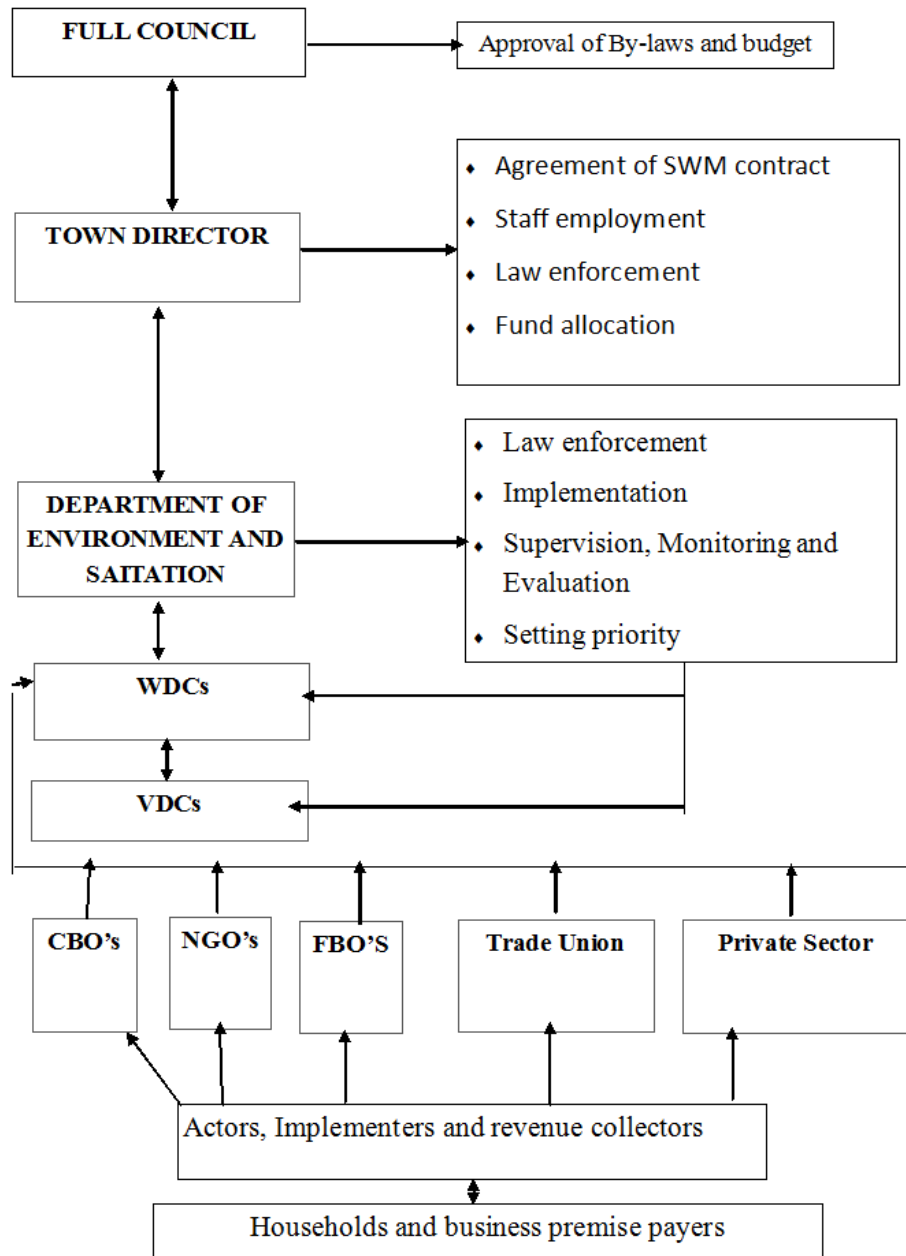 FULL COUNCIL
Approval of By-laws and budget
TOWN DIRECTOR
♦ Agreement of SWM contract
♦ Staff employment
♦ Law enforcement
♦ Fund allocation
DEPARTMENT OF
ENVIRONMENT AND
SAITATION
♦ Law enforcement
♦ Implementation
♦ Supervision, Monitoring and
Evaluation
♦ Setting priority
WDCs
VDCs
CBO's
NGO's
FBO'S
Trade Union
Private Sector
Actors, Implementers and revenue collectors
Households and business premise payers